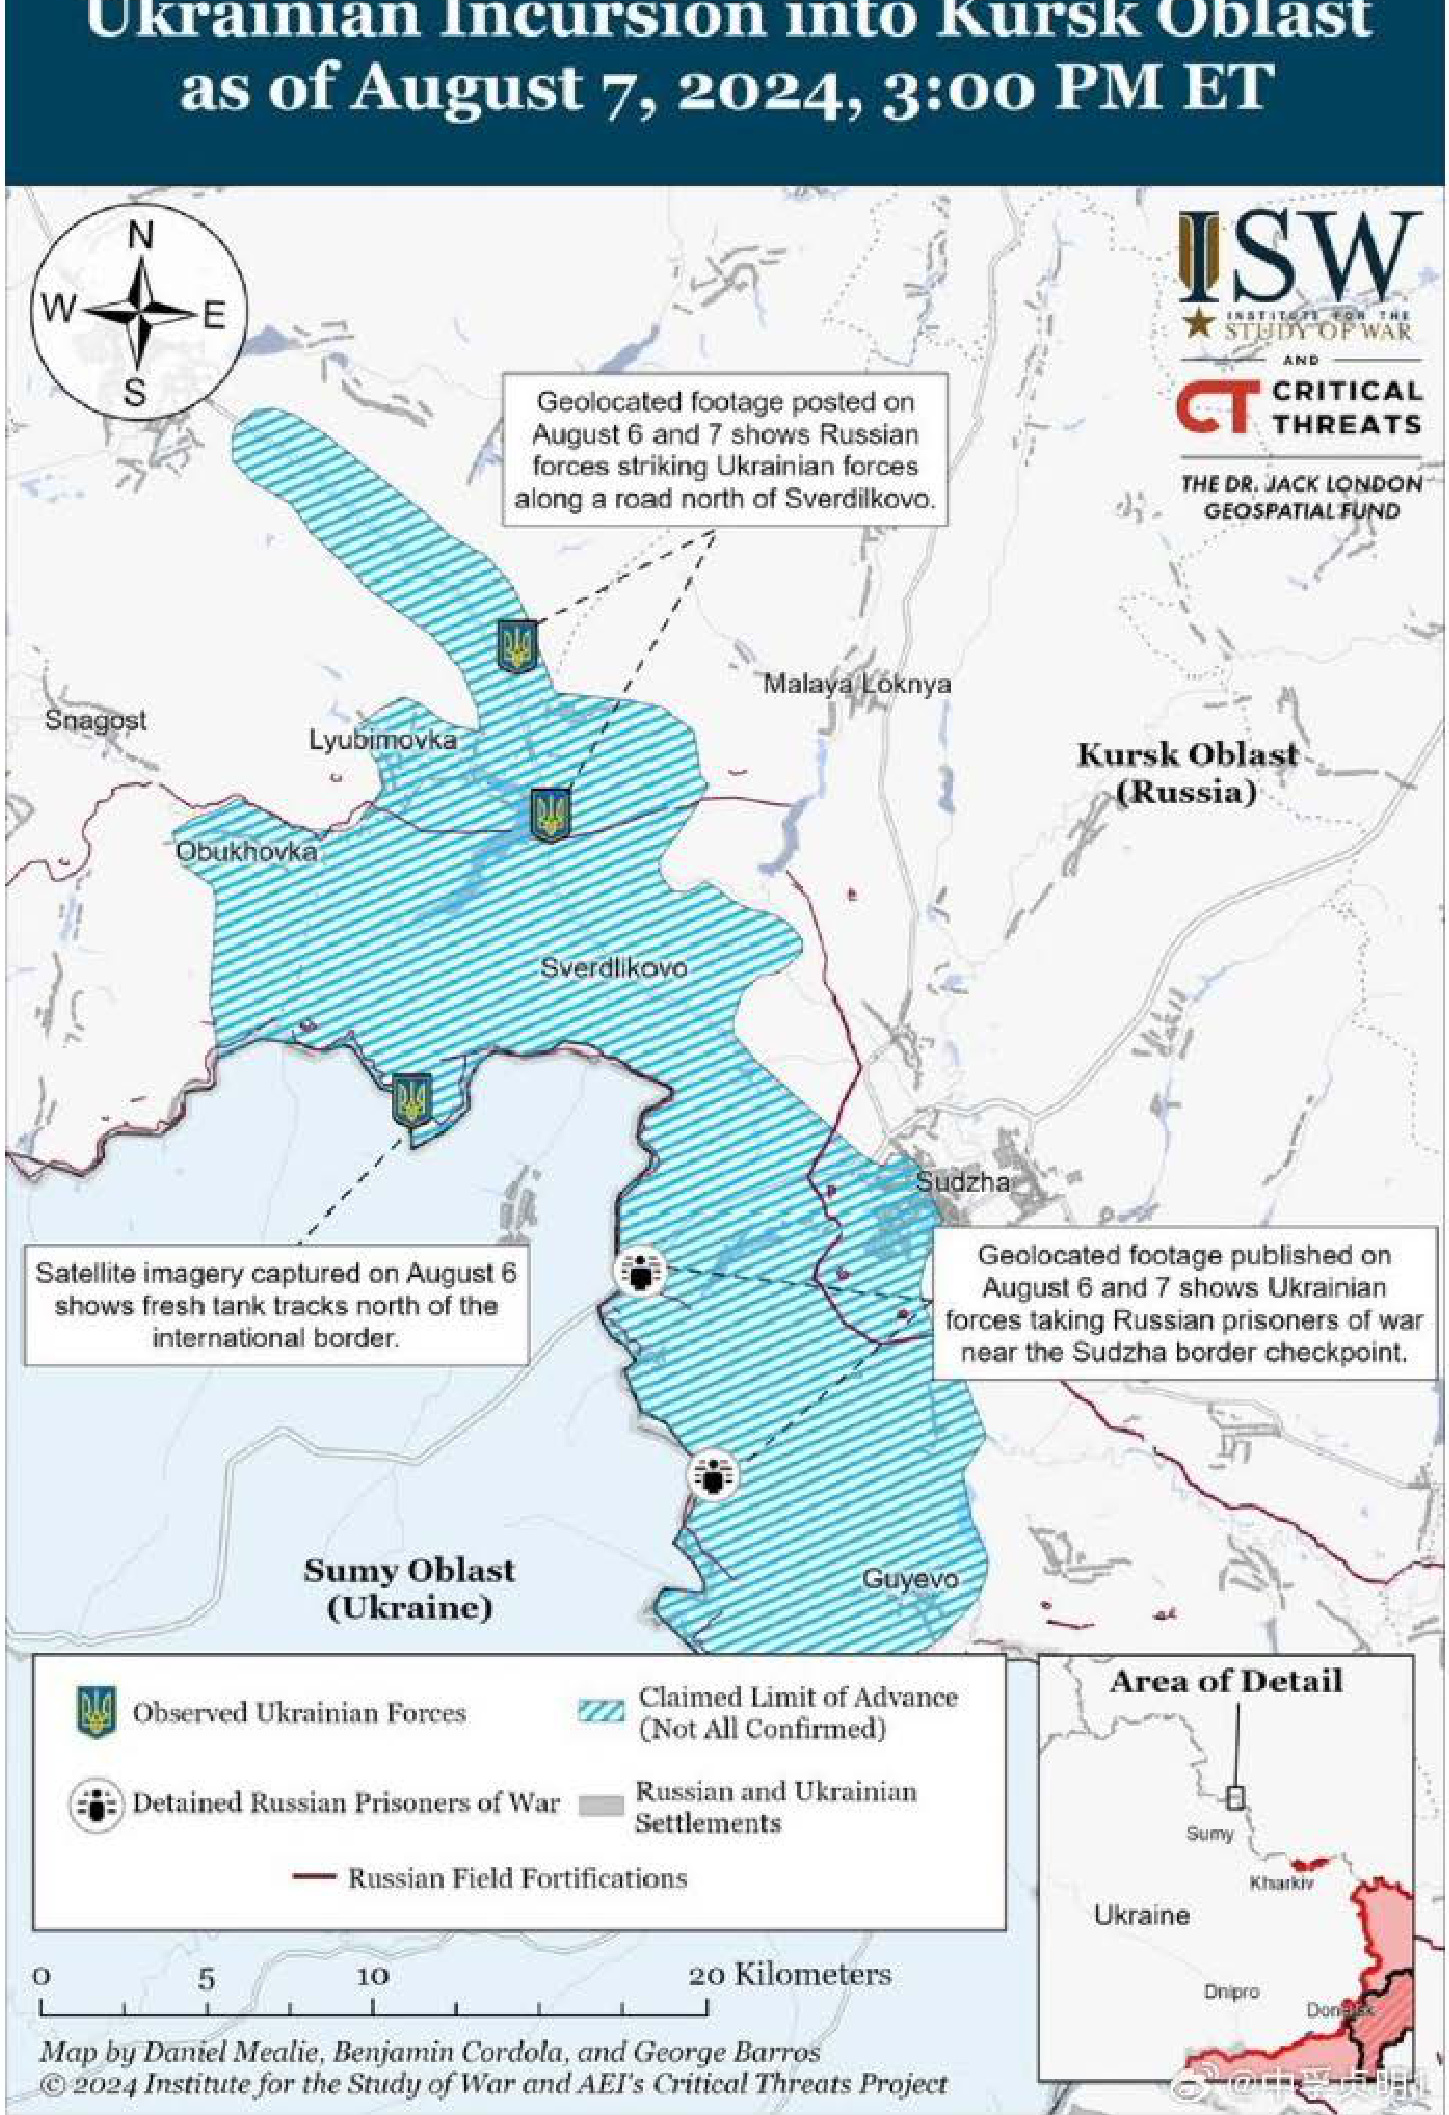 Ukrainian Incursion into Kursk Oblast
as of August 7, 2024, 3:00 PM ET
N
W
E
S
ISW
INSTITUTE FOR THE
STUDY OF WAR
AND
CT CRITICAL
THREATS
THE DR. JACK LONDON
GEOSPATIAL FUND
Geolocated footage posted on
August 6 and 7 shows Russian
forces striking Ukrainian forces
along a road north of Sverdilkovo.
Malaya Loknya
Snagost
Lyubimovka
Kursk Oblast
(Russia)
Obukhovka
Sverdlikovo
Sudzha
Satellite imagery captured on August 6
shows fresh tank tracks north of the
international border.
Geolocated footage published on
August 6 and 7 shows Ukrainian
forces taking Russian prisoners of war
near the Sudzha border checkpoint.
Sumy Oblast
(Ukraine)
Guyevo
Observed Ukrainian Forces
Claimed Limit of Advance
(Not All Confirmed)
Detained Russian Prisoners of War
Russian and Ukrainian
Settlements
Russian Field Fortifications
Area of Detail
Sumy
Kharkiv
Ukraine
Dnipro
Donetsk
0 5 10 20 Kilometers
Map by Daniel Mealie, Benjamin Cordola, and George Barros
© 2024 Institute for the Study of War and AEI's Critical Threats Project